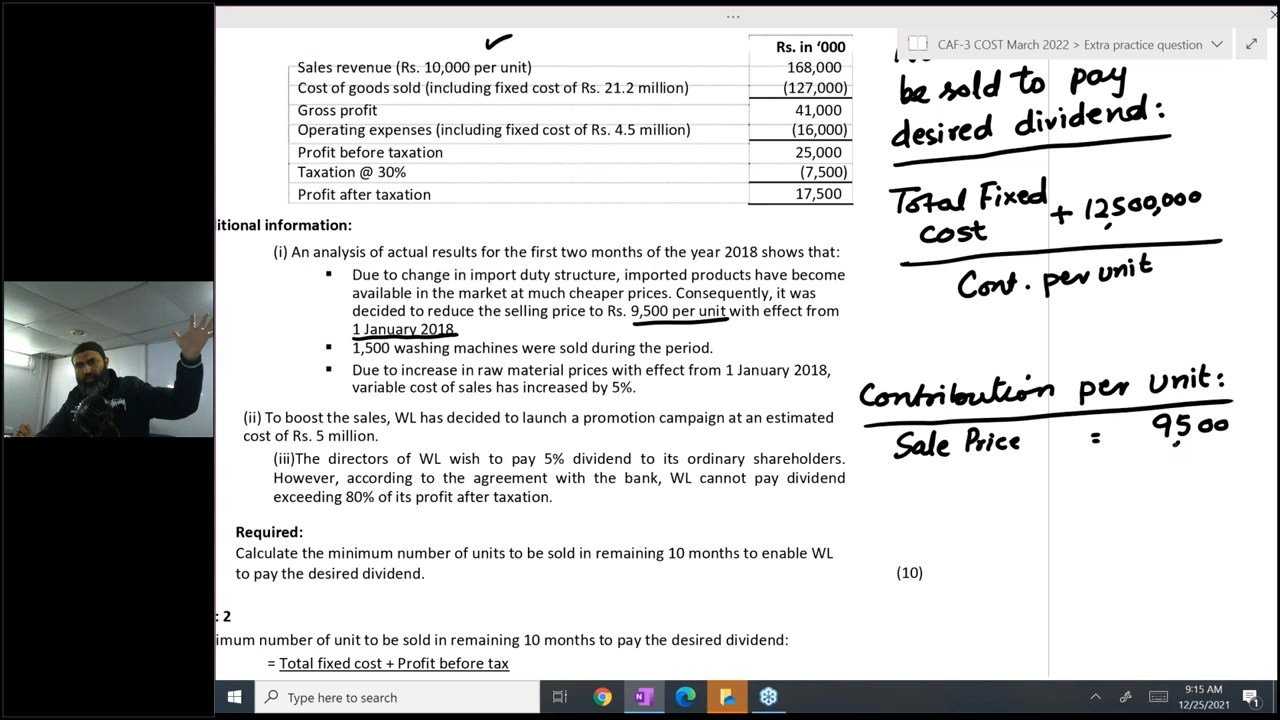 ...
CAF-3 COST March 2022 > Extra practice question
Rs. in ‘000
Sales revenue (Rs. 10,000 per unit) 168,000
Cost of goods sold (including fixed cost of Rs. 21.2 million) (127,000)
Gross profit 41,000
Operating expenses (including fixed cost of Rs. 4.5 million) (16,000)
Profit before taxation 25,000
Taxation @ 30% (7,500)
Profit after taxation 17,500
itional information:
(i) An analysis of actual results for the first two months of the year 2018 shows that:
▪ Due to change in import duty structure, imported products have become
available in the market at much cheaper prices. Consequently, it was
decided to reduce the selling price to Rs. 9,500 per unit with effect from
1 January 2018.
▪ 1,500 washing machines were sold during the period.
▪ Due to increase in raw material prices with effect from 1 January 2018,
variable cost of sales has increased by 5%.
(ii) To boost the sales, WL has decided to launch a promotion campaign at an estimated
cost of Rs. 5 million.
(iii)The directors of WL wish to pay 5% dividend to its ordinary shareholders.
However, according to the agreement with the bank, WL cannot pay dividend
exceeding 80% of its profit after taxation.
Required:
Calculate the minimum number of units to be sold in remaining 10 months to enable WL
to pay the desired dividend. (10)
: 2
imum number of unit to be sold in remaining 10 months to pay the desired dividend:
= Total fixed cost + Profit before tax
be sold to pay
desired dividend:
Total Fixed
cost + 12,500,000
Cont. per unit
Contribution per unit:
Sale Price = 9,500
Type here to search
9:15 AM
12/25/2021
1